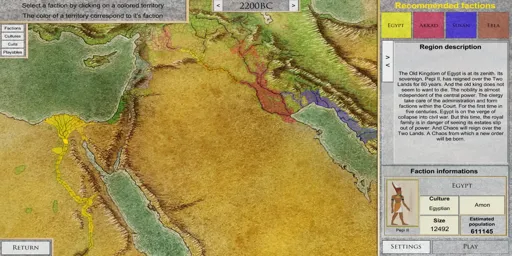 Select a faction by clicking on a colored territory
The color of a territory correspond to it's faction
< 2200BC >
Factions
Cultures
Cults
Playables
Recommended factions
EGYPT
AKKAD
SUSAN
TEKA
Region description
The Old Kingdom of Egypt is at its zenith. Its
sovereign, Pepi II, has reigned over the Two
Lands for 60 years. And the old king does
not seem to want to die. The nobility is almost
independent of the central power. The clergy
take care of the administration and form
factions within the Court. For the first time in
five centuries, Egypt is on the verge of
collapse into civil war. But this time, the royal
family is in danger of seeing its estates slip
out of power. And Chaos will reign over the
Two Lands. A Chaos from which a new order
will be born.
Faction informations
EGYPT
Pepi II
Culture
Egyptian
Amon
Size
12492
Estimated
population
611145
RETURN
SETTINGS
PLAY